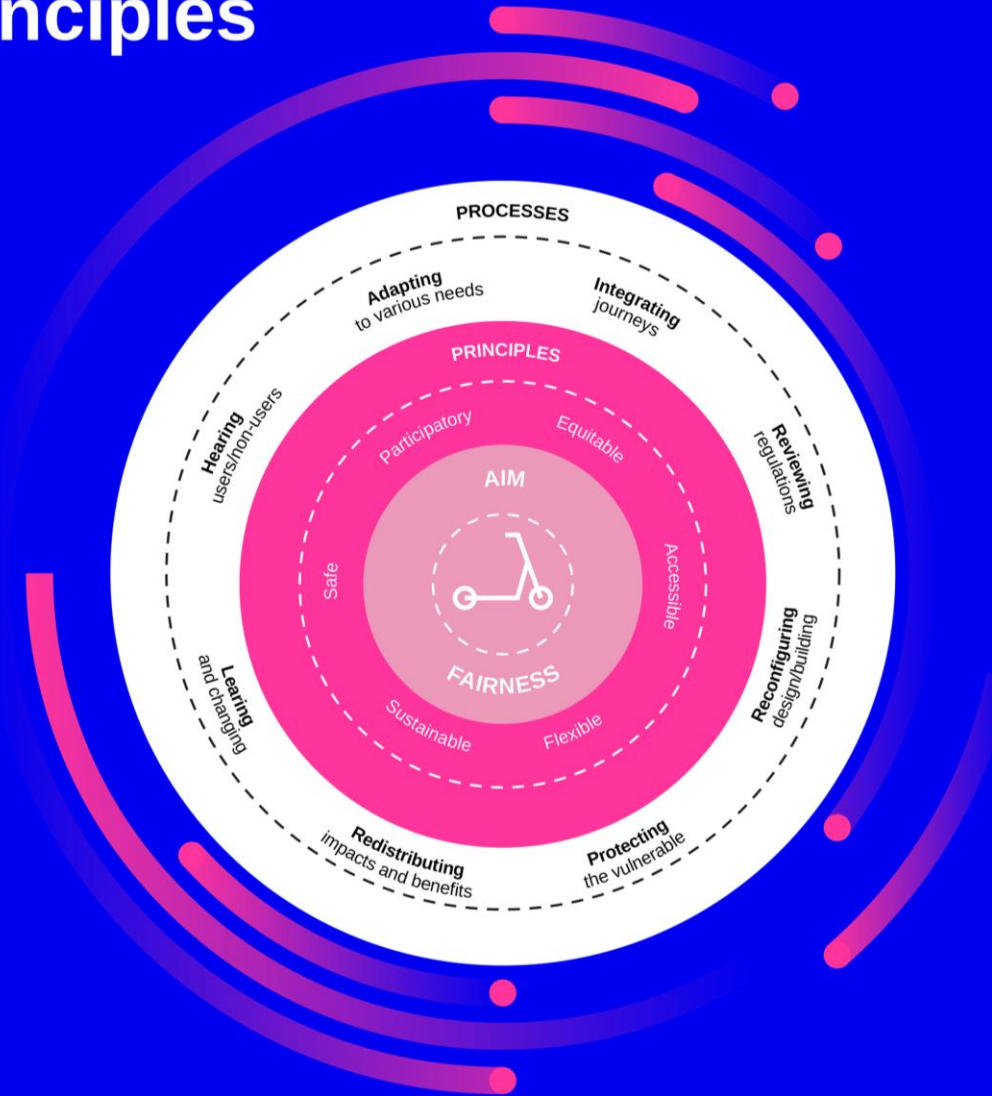 nciples
PROCESSES
Adapting
to various needs
Integrating
journeys
Reviewing
regulations
Reconfiguring
design/building
Protecting
the vulnerable
Redistributing
impacts and benefits
Learing
and changing
Hearing
users/non-users
PRINCIPLES
Participatory
Equitable
Accessible
Flexible
Sustainable
Safe
AIM
FAIRNESS